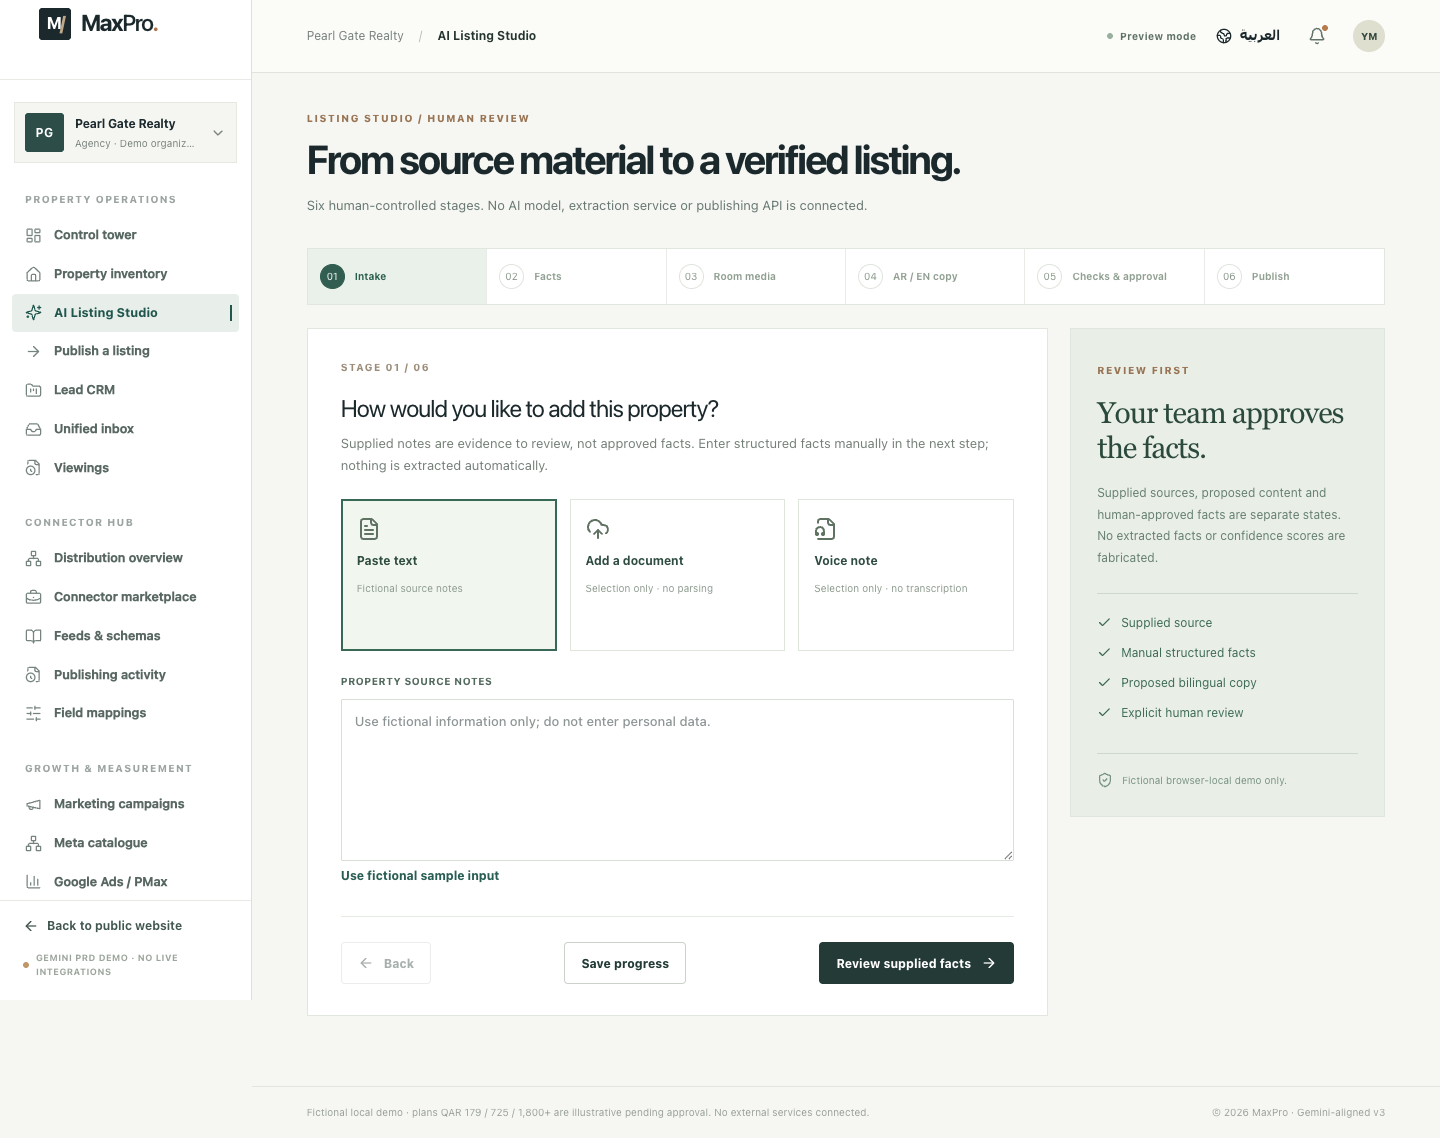 M/ MaxPro.
Pearl Gate Realty / AI Listing Studio
Preview mode
العربية
YM
PG
Pearl Gate Realty
Agency · Demo organiz...
PROPERTY OPERATIONS
Control tower
Property inventory
AI Listing Studio
Publish a listing
Lead CRM
Unified inbox
Viewings
CONNECTOR HUB
Distribution overview
Connector marketplace
Feeds & schemas
Publishing activity
Field mappings
GROWTH & MEASUREMENT
Marketing campaigns
Meta catalogue
Google Ads / PMax
Back to public website
GEMINI PRD DEMO · NO LIVE
INTEGRATIONS
LISTING STUDIO / HUMAN REVIEW
From source material to a verified listing.
Six human-controlled stages. No AI model, extraction service or publishing API is connected.
01 Intake
02 Facts
03 Room media
04 AR / EN copy
05 Checks & approval
06 Publish
STAGE 01 / 06
How would you like to add this property?
Supplied notes are evidence to review, not approved facts. Enter structured facts manually in the next step;
nothing is extracted automatically.
Paste text
Fictional source notes
Add a document
Selection only · no parsing
Voice note
Selection only · no transcription
PROPERTY SOURCE NOTES
Use fictional information only; do not enter personal data.
Use fictional sample input
Back
Save progress
Review supplied facts
REVIEW FIRST
Your team approves
the facts.
Supplied sources, proposed content and
human-approved facts are separate states.
No extracted facts or confidence scores are
fabricated.
Supplied source
Manual structured facts
Proposed bilingual copy
Explicit human review
Fictional browser-local demo only.
Fictional local demo · plans QAR 179 / 725 / 1,800+ are illustrative pending approval. No external services connected.
© 2026 MaxPro · Gemini-aligned v3